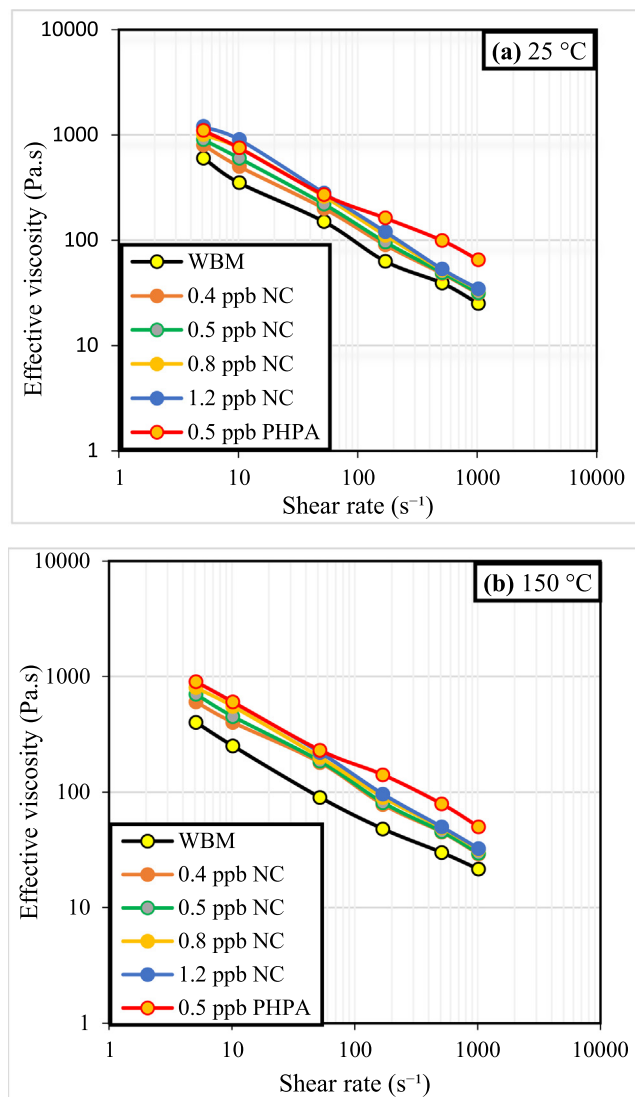 (a) 25 °C
10000
1000
100
10
1
Effective viscosity (Pa.s)
WBM
0.4 ppb NC
0.5 ppb NC
0.8 ppb NC
1.2 ppb NC
0.5 ppb PHPA
1 10 100 1000 10000
Shear rate (s⁻¹)
(b) 150 °C
10000
1000
100
10
1
Effective viscosity (Pa.s)
WBM
0.4 ppb NC
0.5 ppb NC
0.8 ppb NC
1.2 ppb NC
0.5 ppb PHPA
1 10 100 1000 10000
Shear rate (s⁻¹)